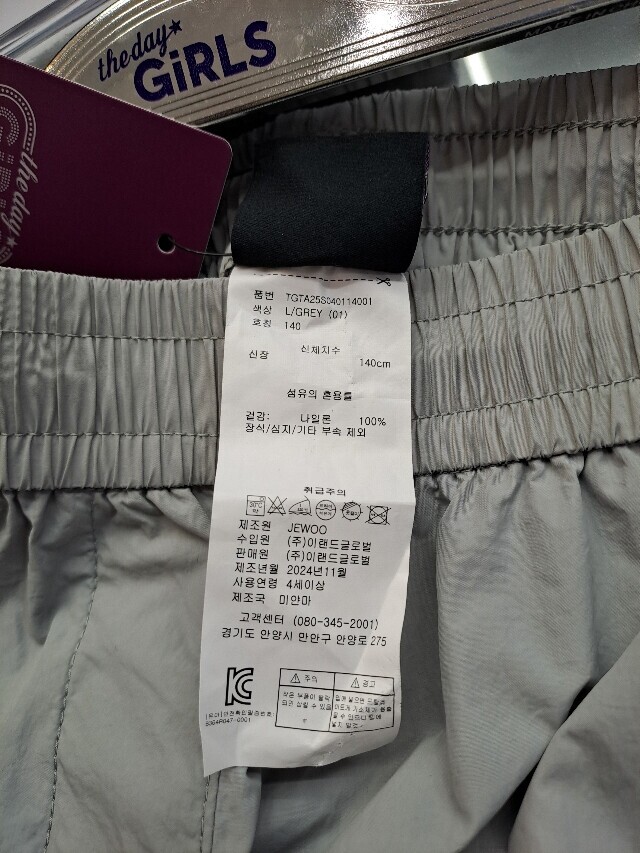 theday
GiRLS
the day
품번 TGTA25S040114001
색상 L/GREY (01)
호칭 140
신체치수
신장 140cm
섬유의 혼용률
겉감: 나일론 100%
장식/심지/기타 부속 제외
취급주의
제조원 JEWOO
수입원 (주)이랜드글로벌
판매원 (주)이랜드글로벌
제조년월 2024년11월
사용연령 4세이상
제조국 미얀마
고객센터 (080-345-2001)
경기도 안양시 만안구 안양로 275
주의
경고